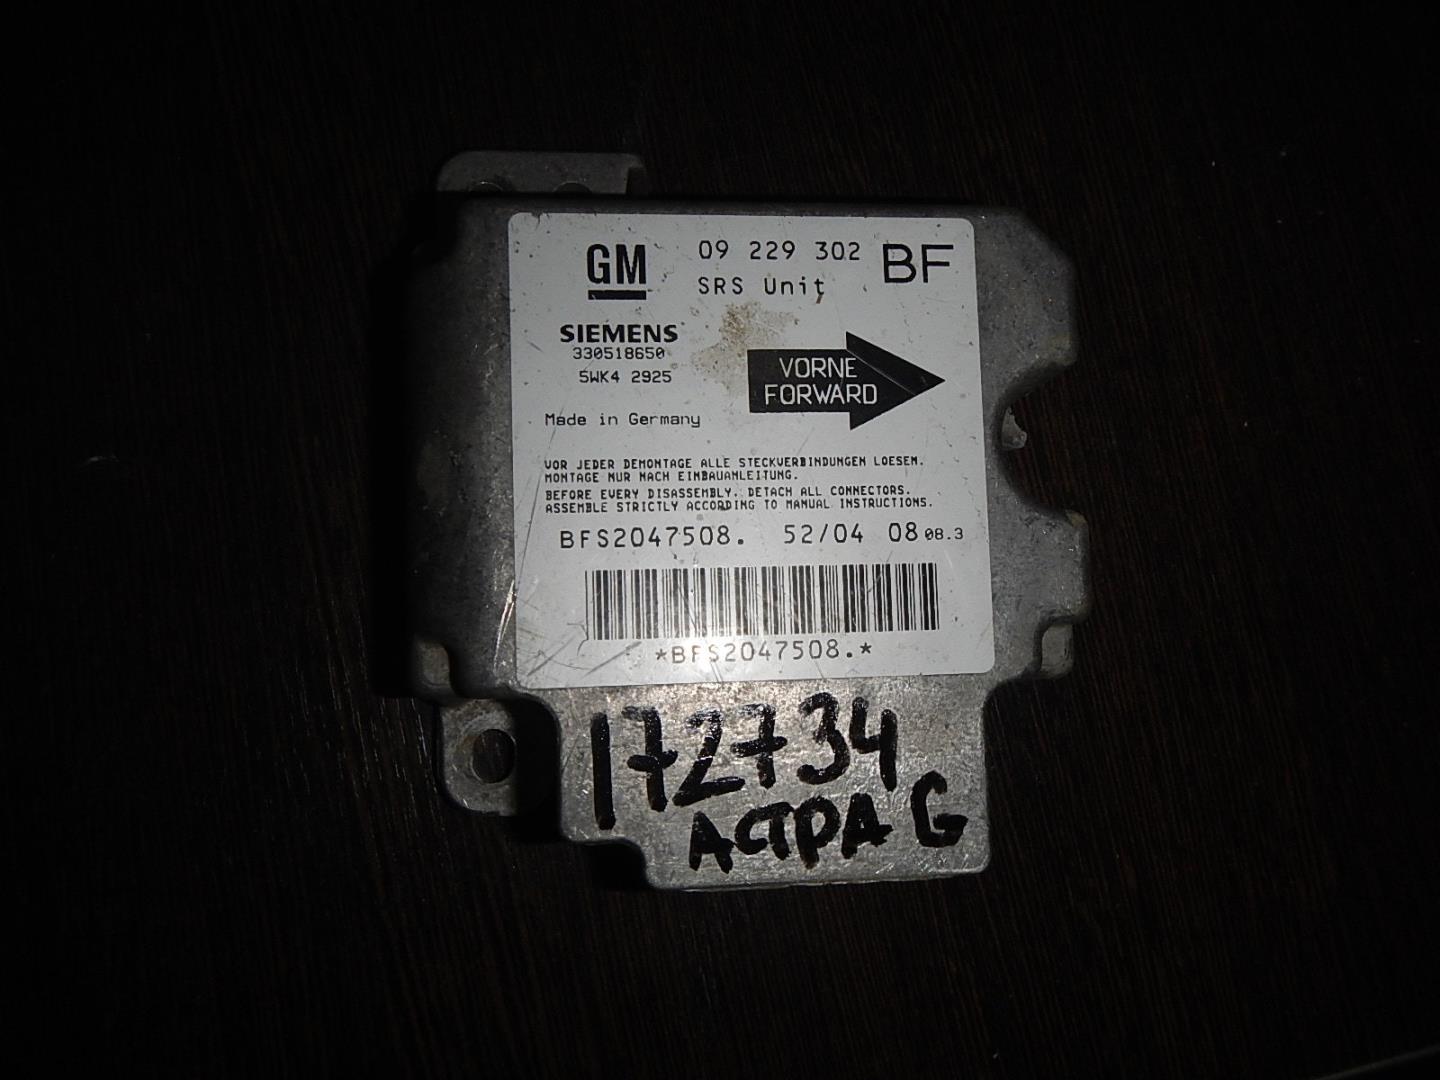 GM 09 229 302 BF
SRS Unit
SIEMENS
330518650
5WK4 2925
VORNE
FORWARD
Made in Germany
VOR JEDER DEMONTAGE ALLE STECKVERBINDUNGEN LOESEN.
MONTAGE NUR NACH EINBAUANLEITUNG.
BEFORE EVERY DISASSEMBLY. DETACH ALL CONNECTORS.
ASSEMBLE STRICTLY ACCORDING TO MANUAL INSTRUCTIONS.
BFS2047508. 52/04 08 08.3
*BFS2047508.*
172734
АСТРА G